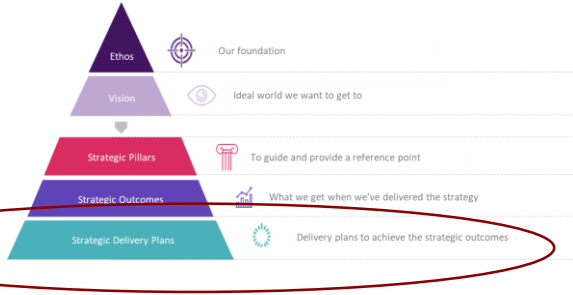 Ethos
Our foundation
Vision
Ideal world we want to get to
Strategic Pillars
To guide and provide a reference point
Strategic Outcomes
What we get when we've delivered the strategy
Strategic Delivery Plans
Delivery plans to achieve the strategic outcomes